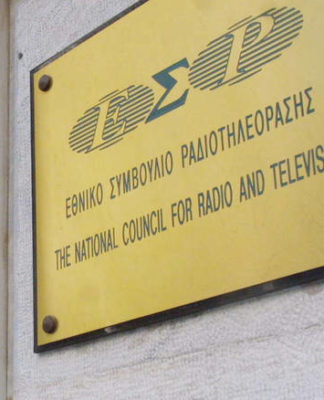 ΕΣΡ
ΕΘΝΙΚΟ ΣΥΜΒΟΥΛΙΟ ΡΑΔΙΟΤΗΛΕΟΡΑΣΗΣ
THE NATIONAL COUNCIL FOR RADIO AND TELEVIS